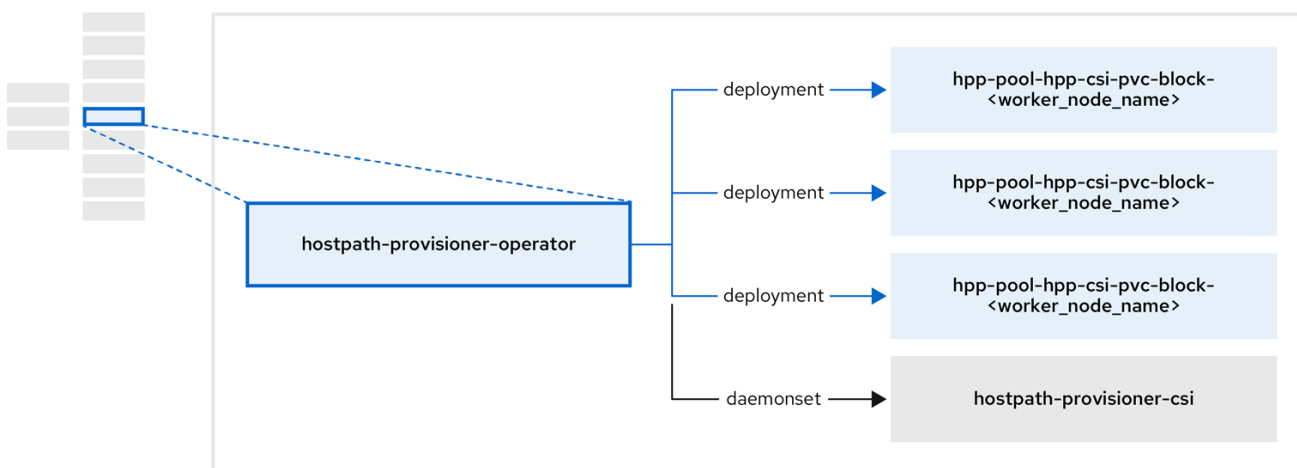 deployment
hpp-pool-hpp-csi-pvc-block-
<worker_node_name>
deployment
hpp-pool-hpp-csi-pvc-block-
<worker_node_name>
hostpath-provisioner-operator
deployment
hpp-pool-hpp-csi-pvc-block-
<worker_node_name>
daemonset
hostpath-provisioner-csi